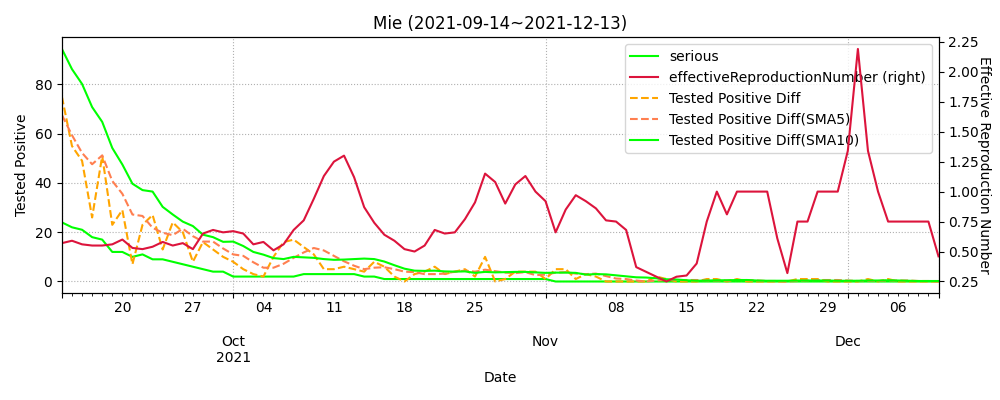 Mie (2021-09-14~2021-12-13)
serious
effectiveReproductionNumber (right)
Tested Positive Diff
Tested Positive Diff(SMA5)
Tested Positive Diff(SMA10)
Tested Positive
80
60
40
20
0
Effective Reproduction Number
2.25
2.00
1.75
1.50
1.25
1.00
0.75
0.50
0.25
20 27 04 11 18 25 08 15 22 29 06
Oct Nov Dec
2021
Date